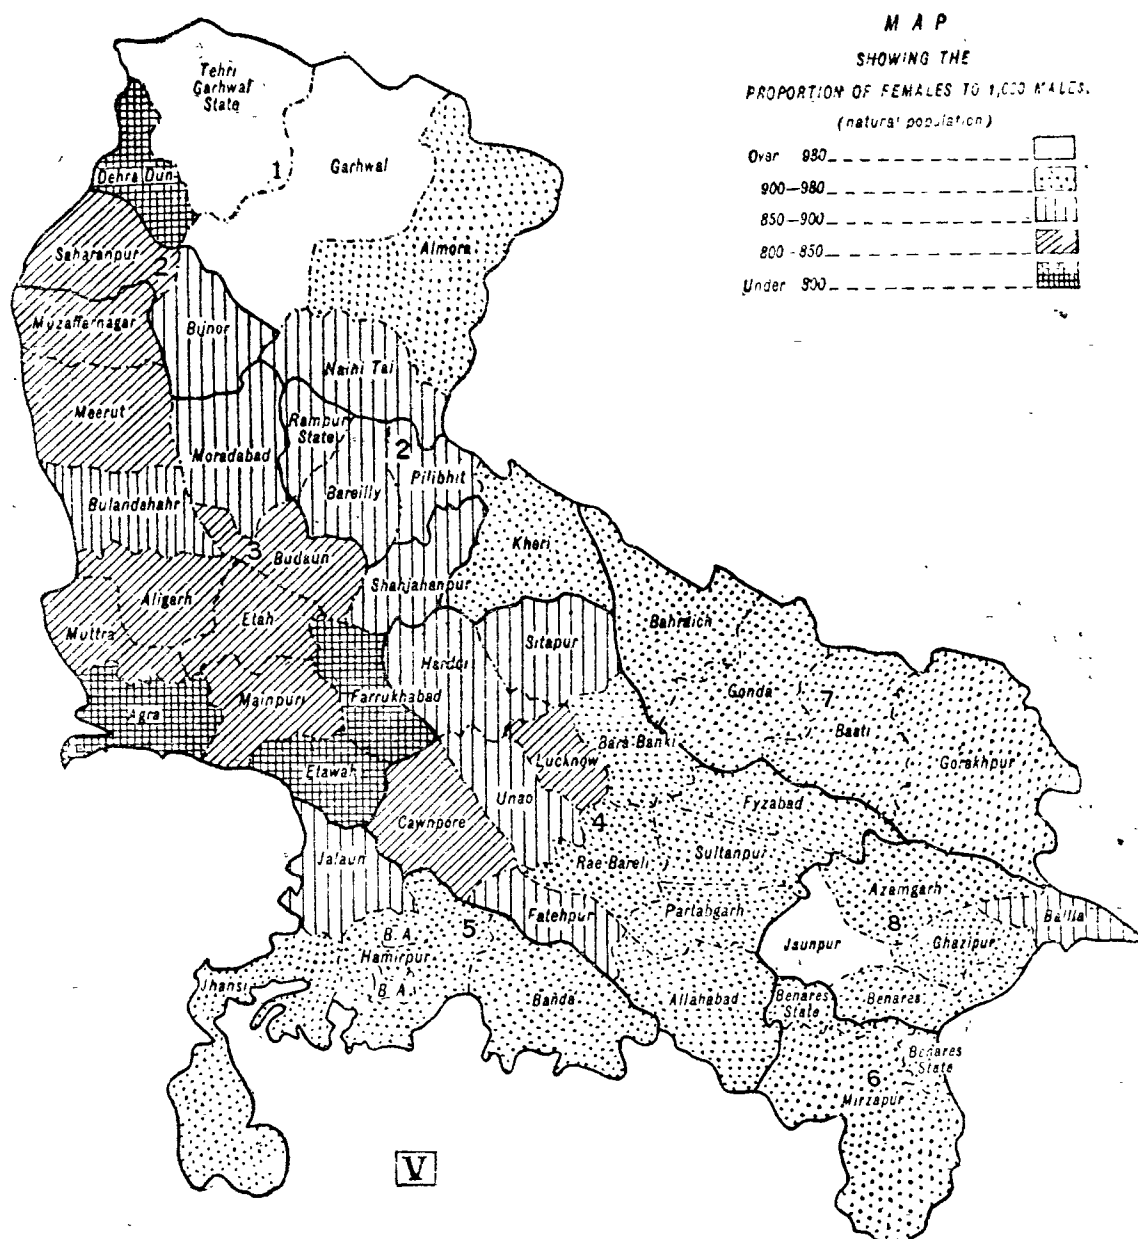 MAP
SHOWING THE
PROPORTION OF FEMALES TO 1,000 MALES.
(natural population)
Over 980
900-980
850-900
800-850
Under 800
Tehri
Garhwal
State
1
Garhwal
Dehra Dun
Almora
Saharanpur
2
Muzaffarnagar
Bijnor
Naini Tal
Meerut
Rampur
State
Moradabad
2
Pilibhit
Bareilly
Bulandshahr
Kheri
3
Budaun
Shahjahanpur
Aligarh
Etah
Muttra
Bahraich
Sitapur
Hardoi
Gonda
7
Mainpuri
Farrukhabad
Agra
Basti
Bara Banki
Lucknow
Gorakhpur
Etawah
Unao
Fyzabad
Cawnpore
4
Sultanpur
Rae Bareli
Jalaun
Azamgarh
Partabgarh
Fatehpur
Ballia
B.A.
5
8
Ghazipur
Jaunpur
Hamirpur
Jhansi
B.A.
Banda
Allahabad
Benares
State
Benares
Benares
State
6
Mirzapur
V